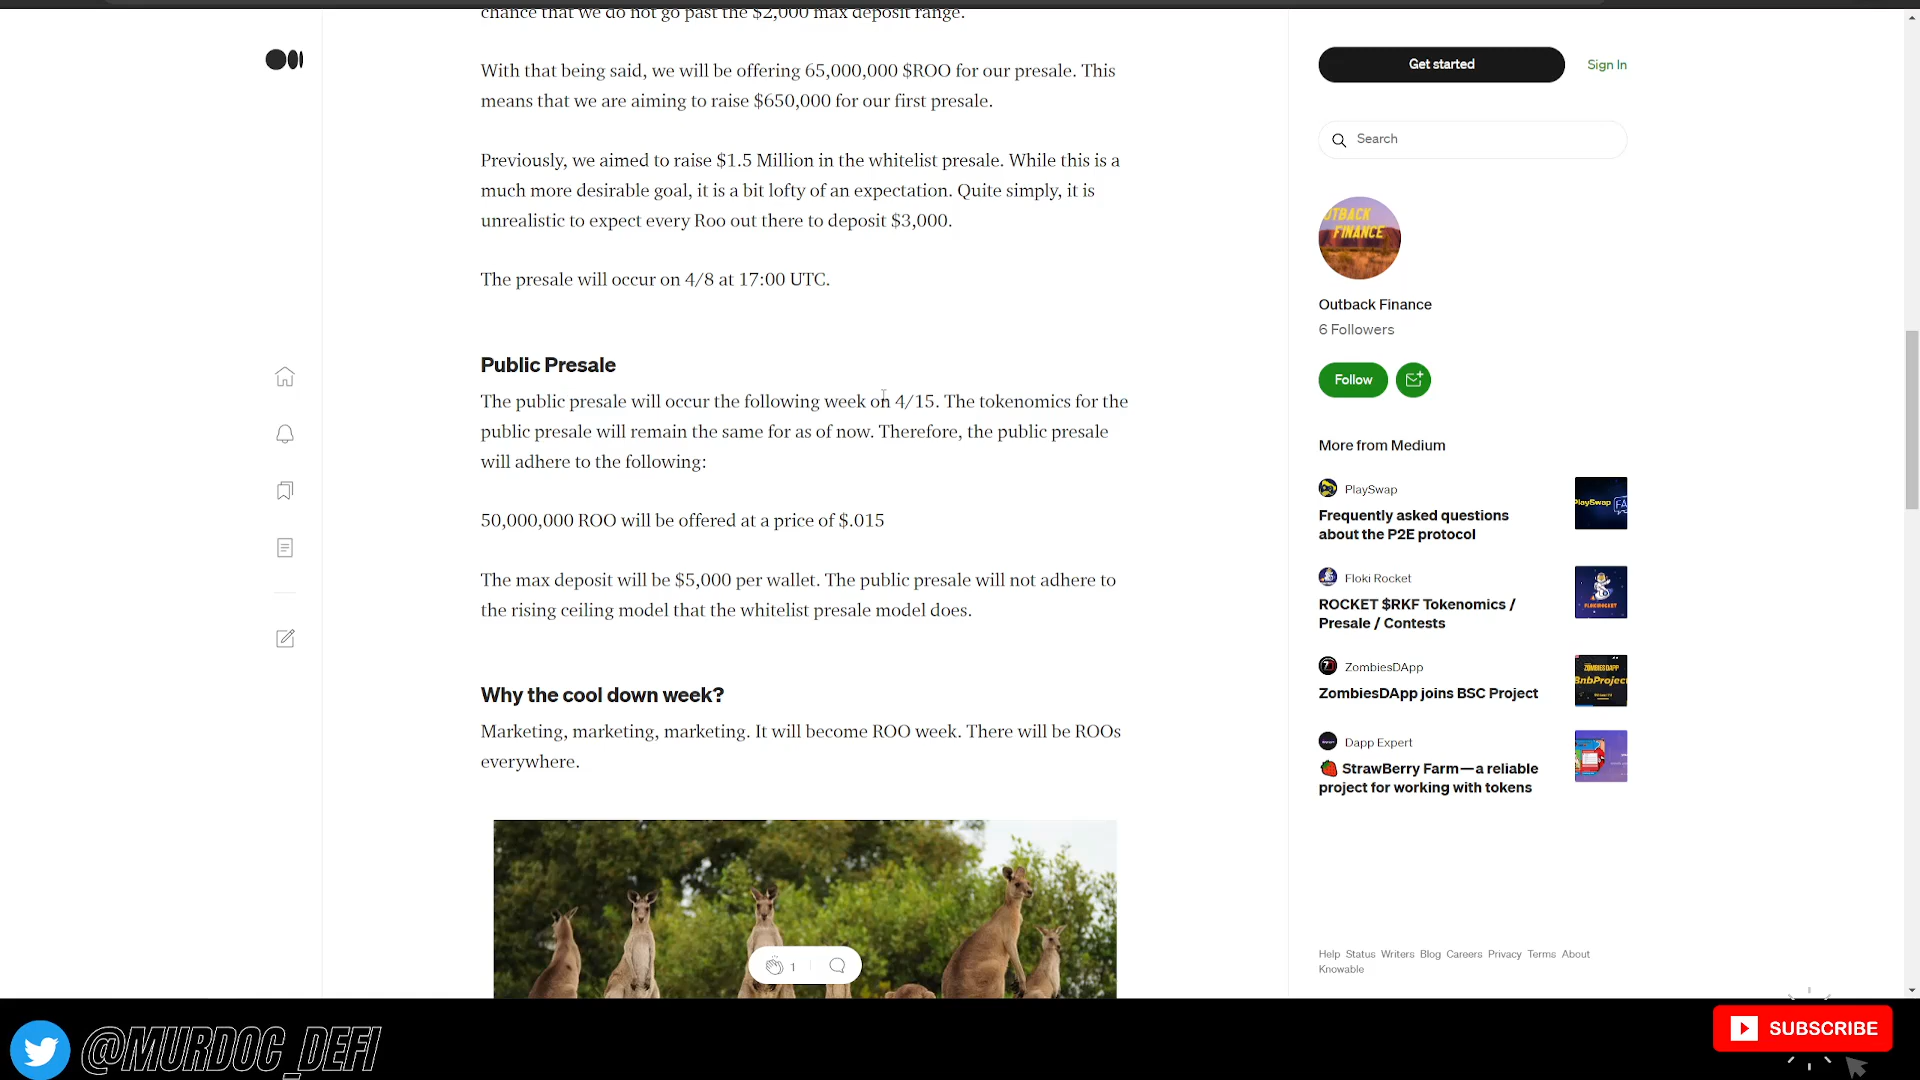 chance that we do not go past the $2,000 max deposit range.
With that being said, we will be offering 65,000,000 $ROO for our presale. This
means that we are aiming to raise $650,000 for our first presale.
Previously, we aimed to raise $1.5 Million in the whitelist presale. While this is a
much more desirable goal, it is a bit lofty of an expectation. Quite simply, it is
unrealistic to expect every Roo out there to deposit $3,000.
The presale will occur on 4/8 at 17:00 UTC.
Public Presale
The public presale will occur the following week on 4/15. The tokenomics for the
public presale will remain the same for as of now. Therefore, the public presale
will adhere to the following:
50,000,000 ROO will be offered at a price of $.015
The max deposit will be $5,000 per wallet. The public presale will not adhere to
the rising ceiling model that the whitelist presale model does.
Why the cool down week?
Marketing, marketing, marketing. It will become ROO week. There will be ROOs
everywhere.
1
Get started
Sign In
Search
UTBACK
FINANCE
Outback Finance
6 Followers
Follow
More from Medium
PlaySwap
Frequently asked questions
about the P2E protocol
PlaySwap FA
Floki Rocket
ROCKET $RKF Tokenomics /
Presale / Contests
FLOKIROCKET
ZombiesDApp
ZombiesDApp joins BSC Project
ZOMBIESDAPP
BnbProject
Dapp Expert
🍓 StrawBerry Farm—a reliable
project for working with tokens
Help Status Writers Blog Careers Privacy Terms About
Knowable
@MURDOC_DEFI
SUBSCRIBE